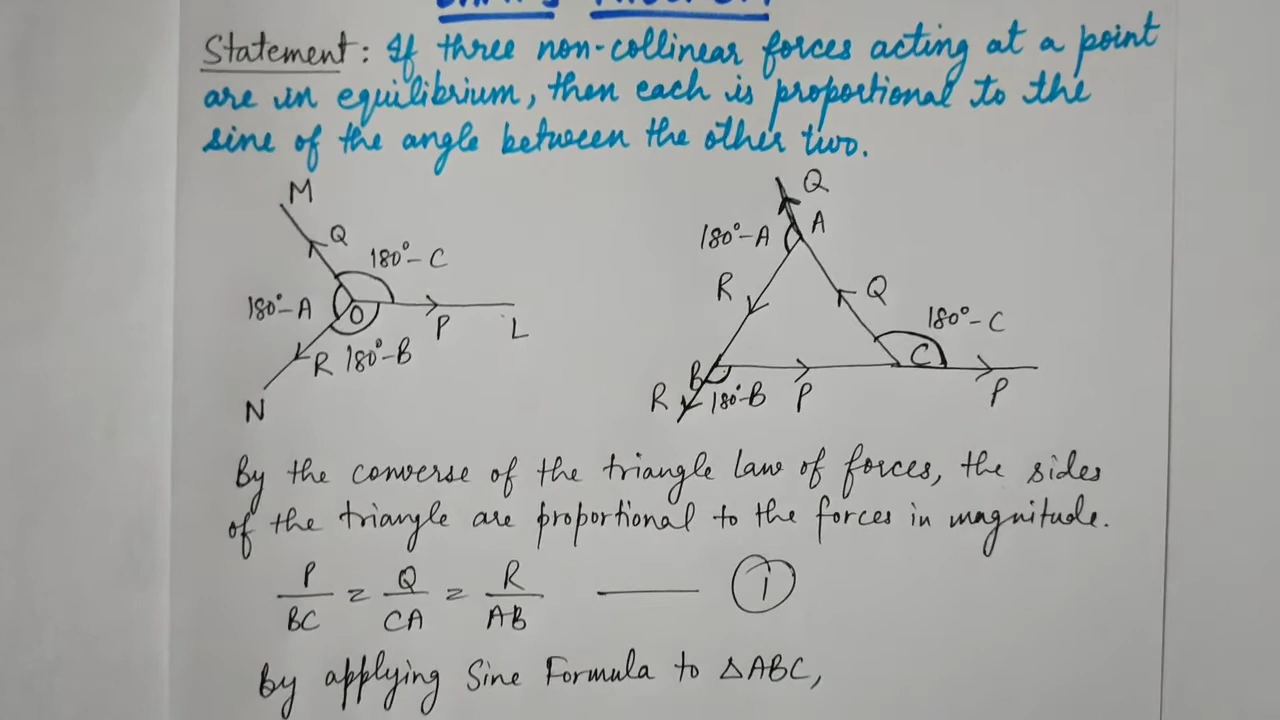 Statement: If three non-collinear forces acting at a point
are in equilibrium, then each is proportional to the
sine of the angle between the other two.
M
Q
180°-C
180°-A
O
P
L
R
180°-B
N
Q
A
180°-A
R
Q
180°-C
B
C
R
180°-B
P
P
By the converse of the triangle law of forces, the sides
of the triangle are proportional to the forces in magnitude.
P/BC = Q/CA = R/AB —— 1
By applying Sine Formula to △ABC,